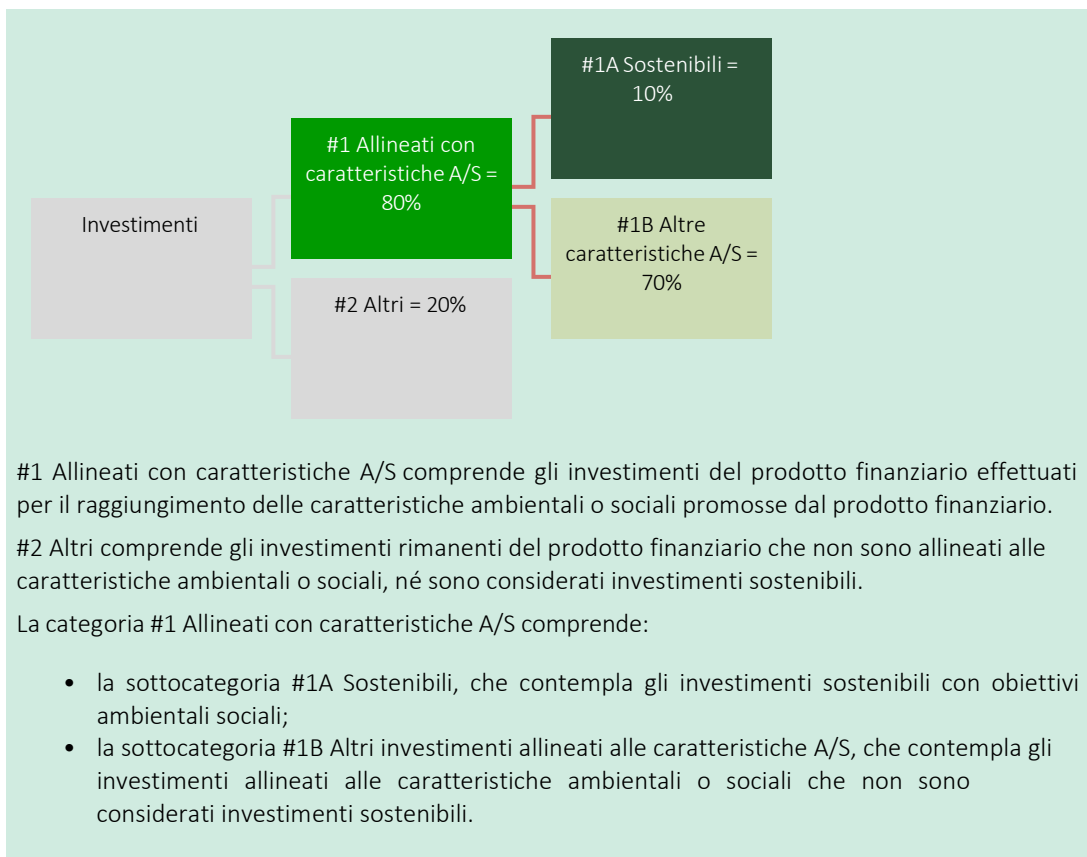 #1A Sostenibili =
10%
#1 Allineati con
caratteristiche A/S =
80%
Investimenti
#1B Altre
caratteristiche A/S =
70%
#2 Altri = 20%
#1 Allineati con caratteristiche A/S comprende gli investimenti del prodotto finanziario effettuati
per il raggiungimento delle caratteristiche ambientali o sociali promosse dal prodotto finanziario.
#2 Altri comprende gli investimenti rimanenti del prodotto finanziario che non sono allineati alle
caratteristiche ambientali o sociali, né sono considerati investimenti sostenibili.
La categoria #1 Allineati con caratteristiche A/S comprende:
• la sottocategoria #1A Sostenibili, che contempla gli investimenti sostenibili con obiettivi
ambientali sociali;
• la sottocategoria #1B Altri investimenti allineati alle caratteristiche A/S, che contempla gli
investimenti allineati alle caratteristiche ambientali o sociali che non sono
considerati investimenti sostenibili.